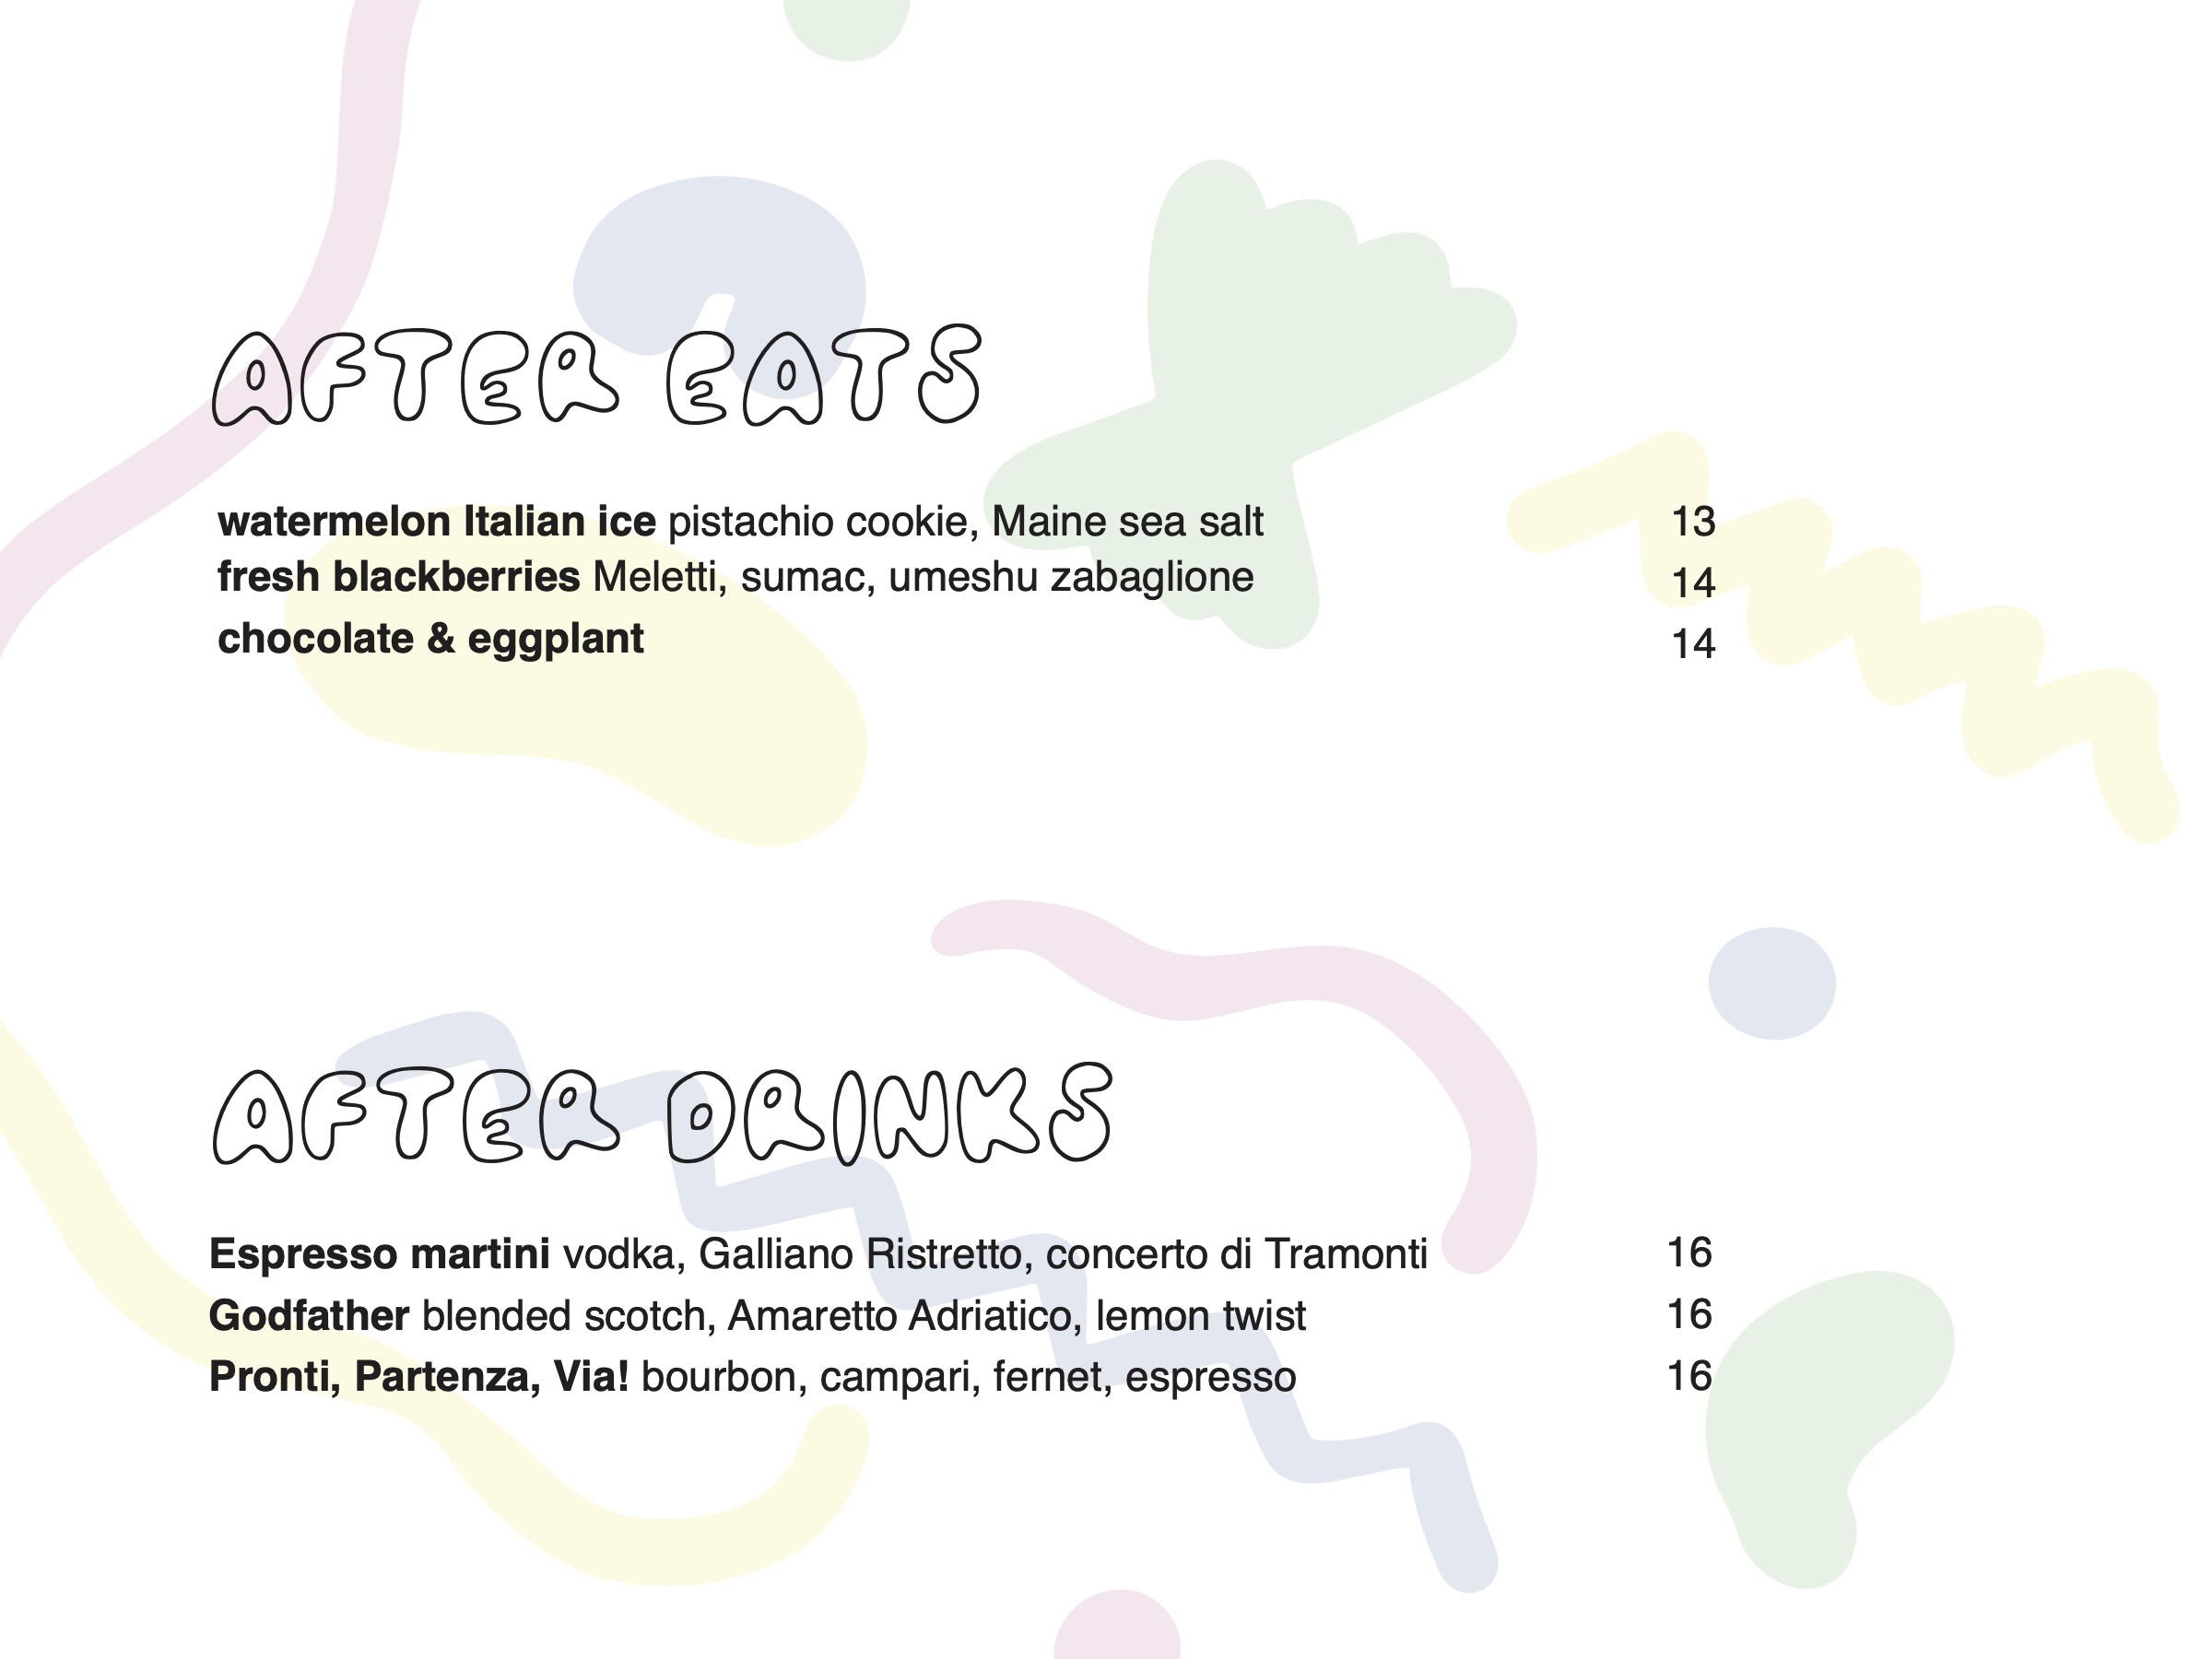 AFTER EATS
watermelon Italian ice pistachio cookie, Maine sea salt 13
fresh blackberries Meletti, sumac, umeshu zabaglione 14
chocolate & eggplant 14
AFTER DRINKS
Espresso martini vodka, Galliano Ristretto, concerto di Tramonti 16
Godfather blended scotch, Amaretto Adriatico, lemon twist 16
Pronti, Partenza, Via! bourbon, campari, fernet, espresso 16